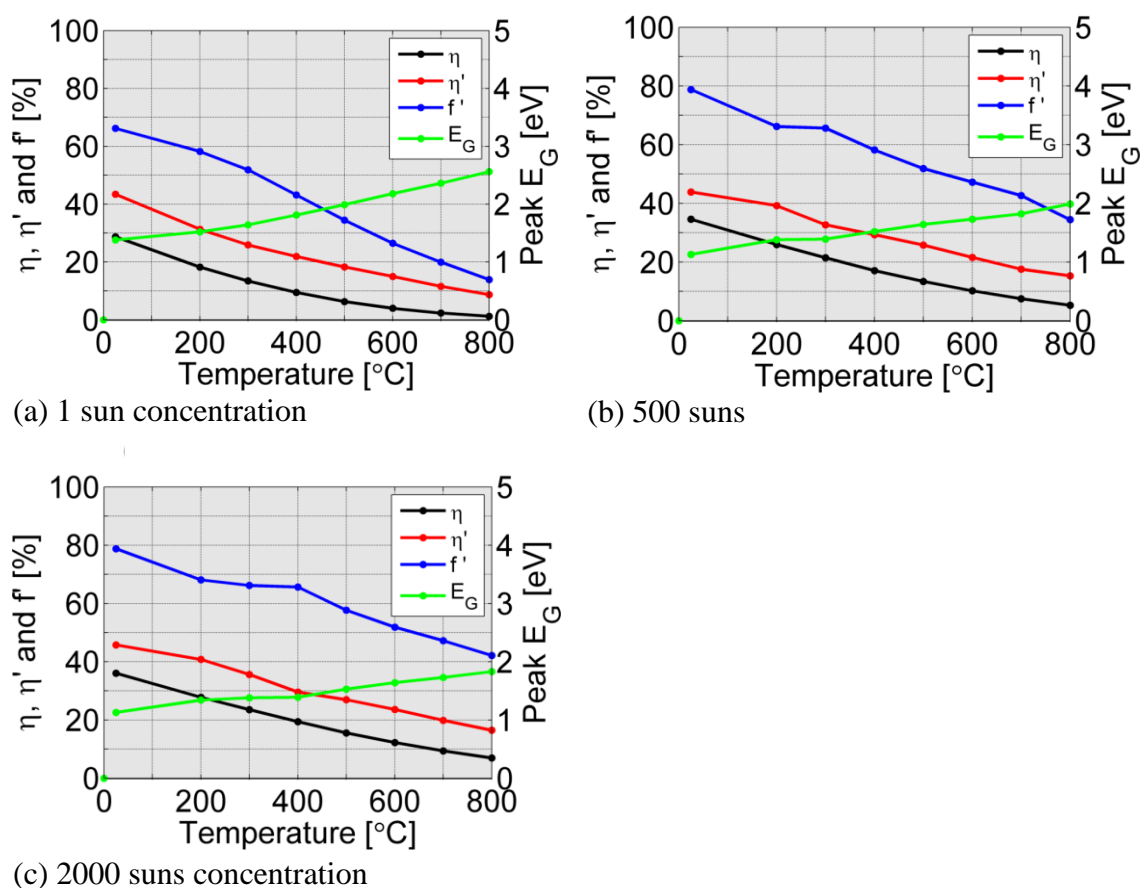 100
80
60
40
20
0
η, η' and f' [%]
5
4
3
2
1
0
Peak E_G [eV]
η
η'
f'
E_G
0 200 400 600 800
Temperature [°C]
(a) 1 sun concentration
100
80
60
40
20
0
η, η' and f' [%]
5
4
3
2
1
0
Peak E_G [eV]
η
η'
f'
E_G
0 200 400 600 800
Temperature [°C]
(b) 500 suns
100
80
60
40
20
0
η, η' and f' [%]
5
4
3
2
1
0
Peak E_G [eV]
η
η'
f'
E_G
0 200 400 600 800
Temperature [°C]
(c) 2000 suns concentration